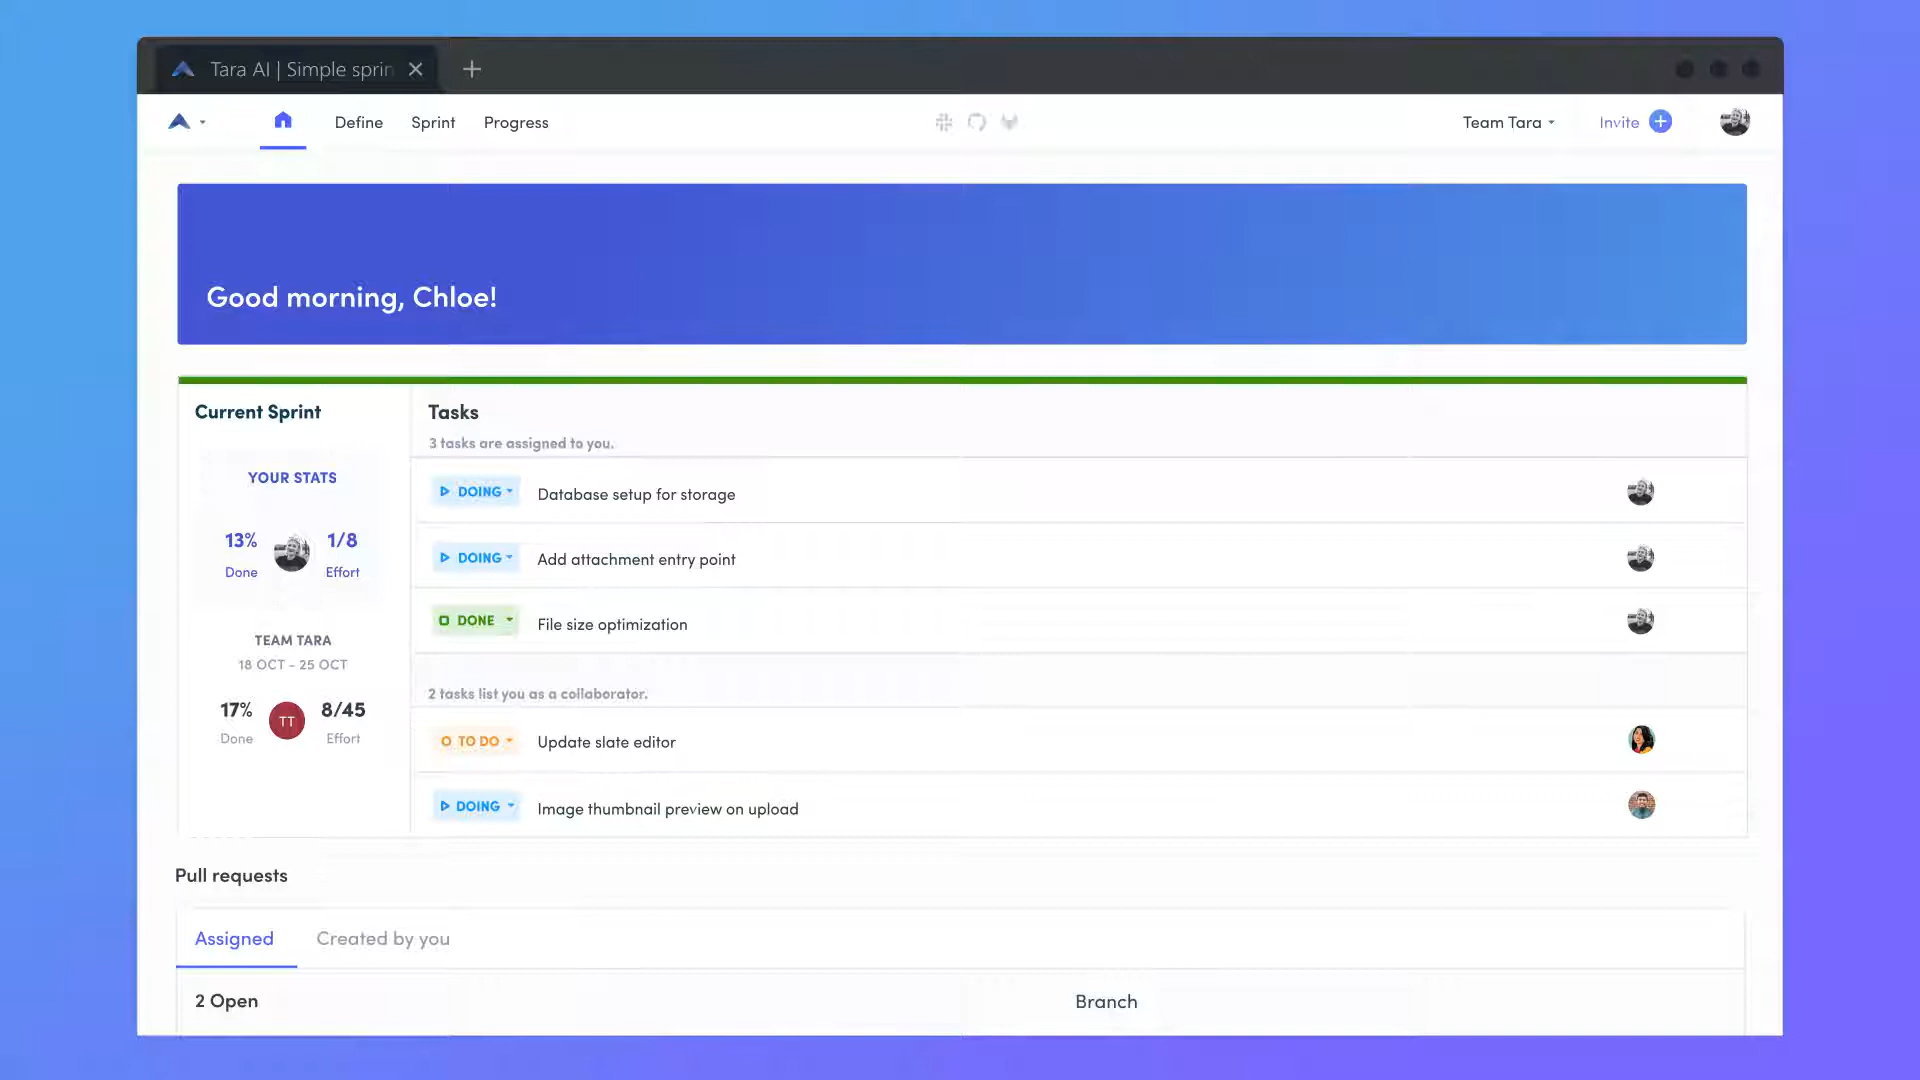 Tara AI | Simple sprin
Define
Sprint
Progress
Team Tara
Invite
Good morning, Chloe!
Current Sprint
YOUR STATS
13%
1/8
Done
Effort
TEAM TARA
18 OCT - 25 OCT
17%
TT
8/45
Done
Effort
Tasks
3 tasks are assigned to you.
DOING Database setup for storage
DOING Add attachment entry point
DONE File size optimization
2 tasks list you as a collaborator.
TO DO Update slate editor
DOING Image thumbnail preview on upload
Pull requests
Assigned
Created by you
2 Open
Branch